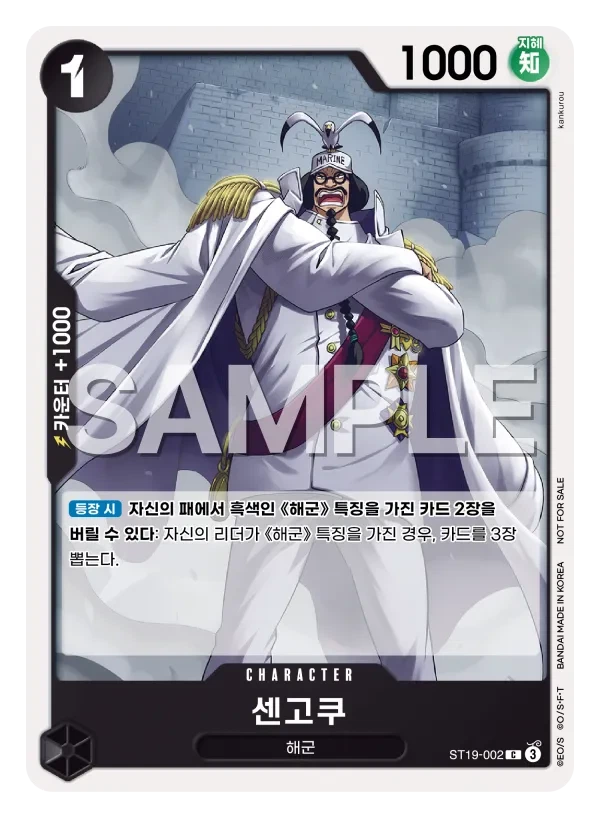 1
1000
지혜
知
kankurou
MARINE
카운터 +1000
SAMPLE
등장 시 자신의 패에서 흑색인 《해군》 특징을 가진 카드 2장을
버릴 수 있다: 자신의 리더가 《해군》 특징을 가진 경우, 카드를 3장
뽑는다.
CHARACTER
센고쿠
해군
ST19-002 C 3
©EO/S ©O/S·F·T BANDAI MADE IN KOREA NOT FOR SALE